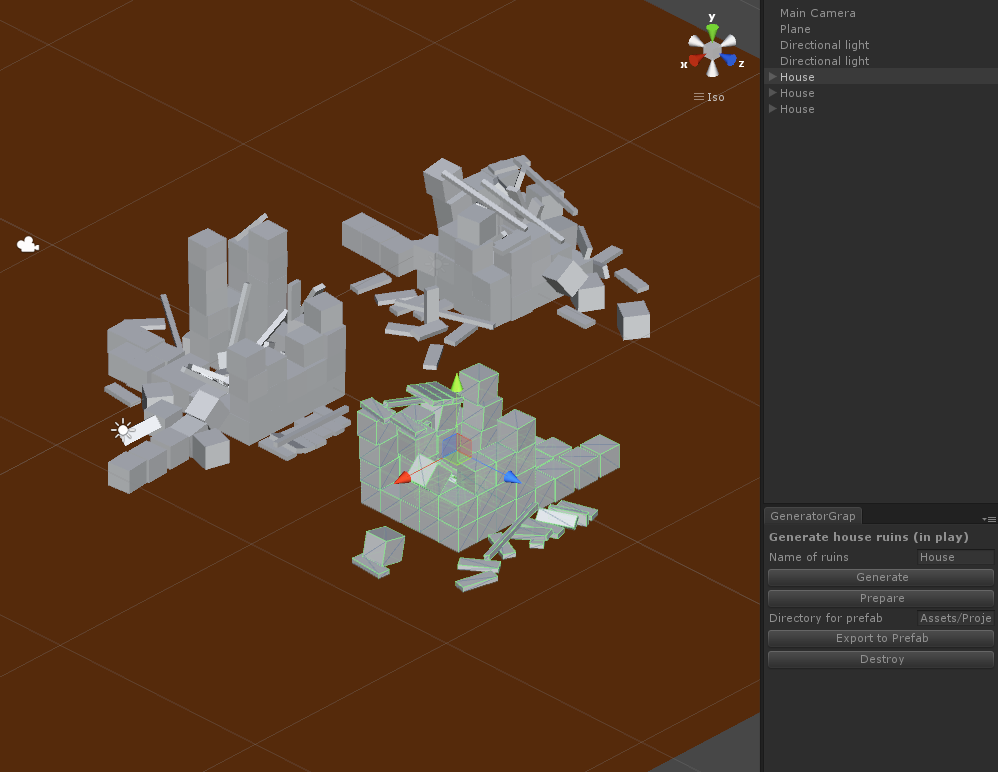 y
x
z
Iso
Main Camera
Plane
Directional light
Directional light
House
House
House
GeneratorGrap
Generate house ruins (in play)
Name of ruins House
Generate
Prepare
Directory for prefab Assets/Proje
Export to Prefab
Destroy